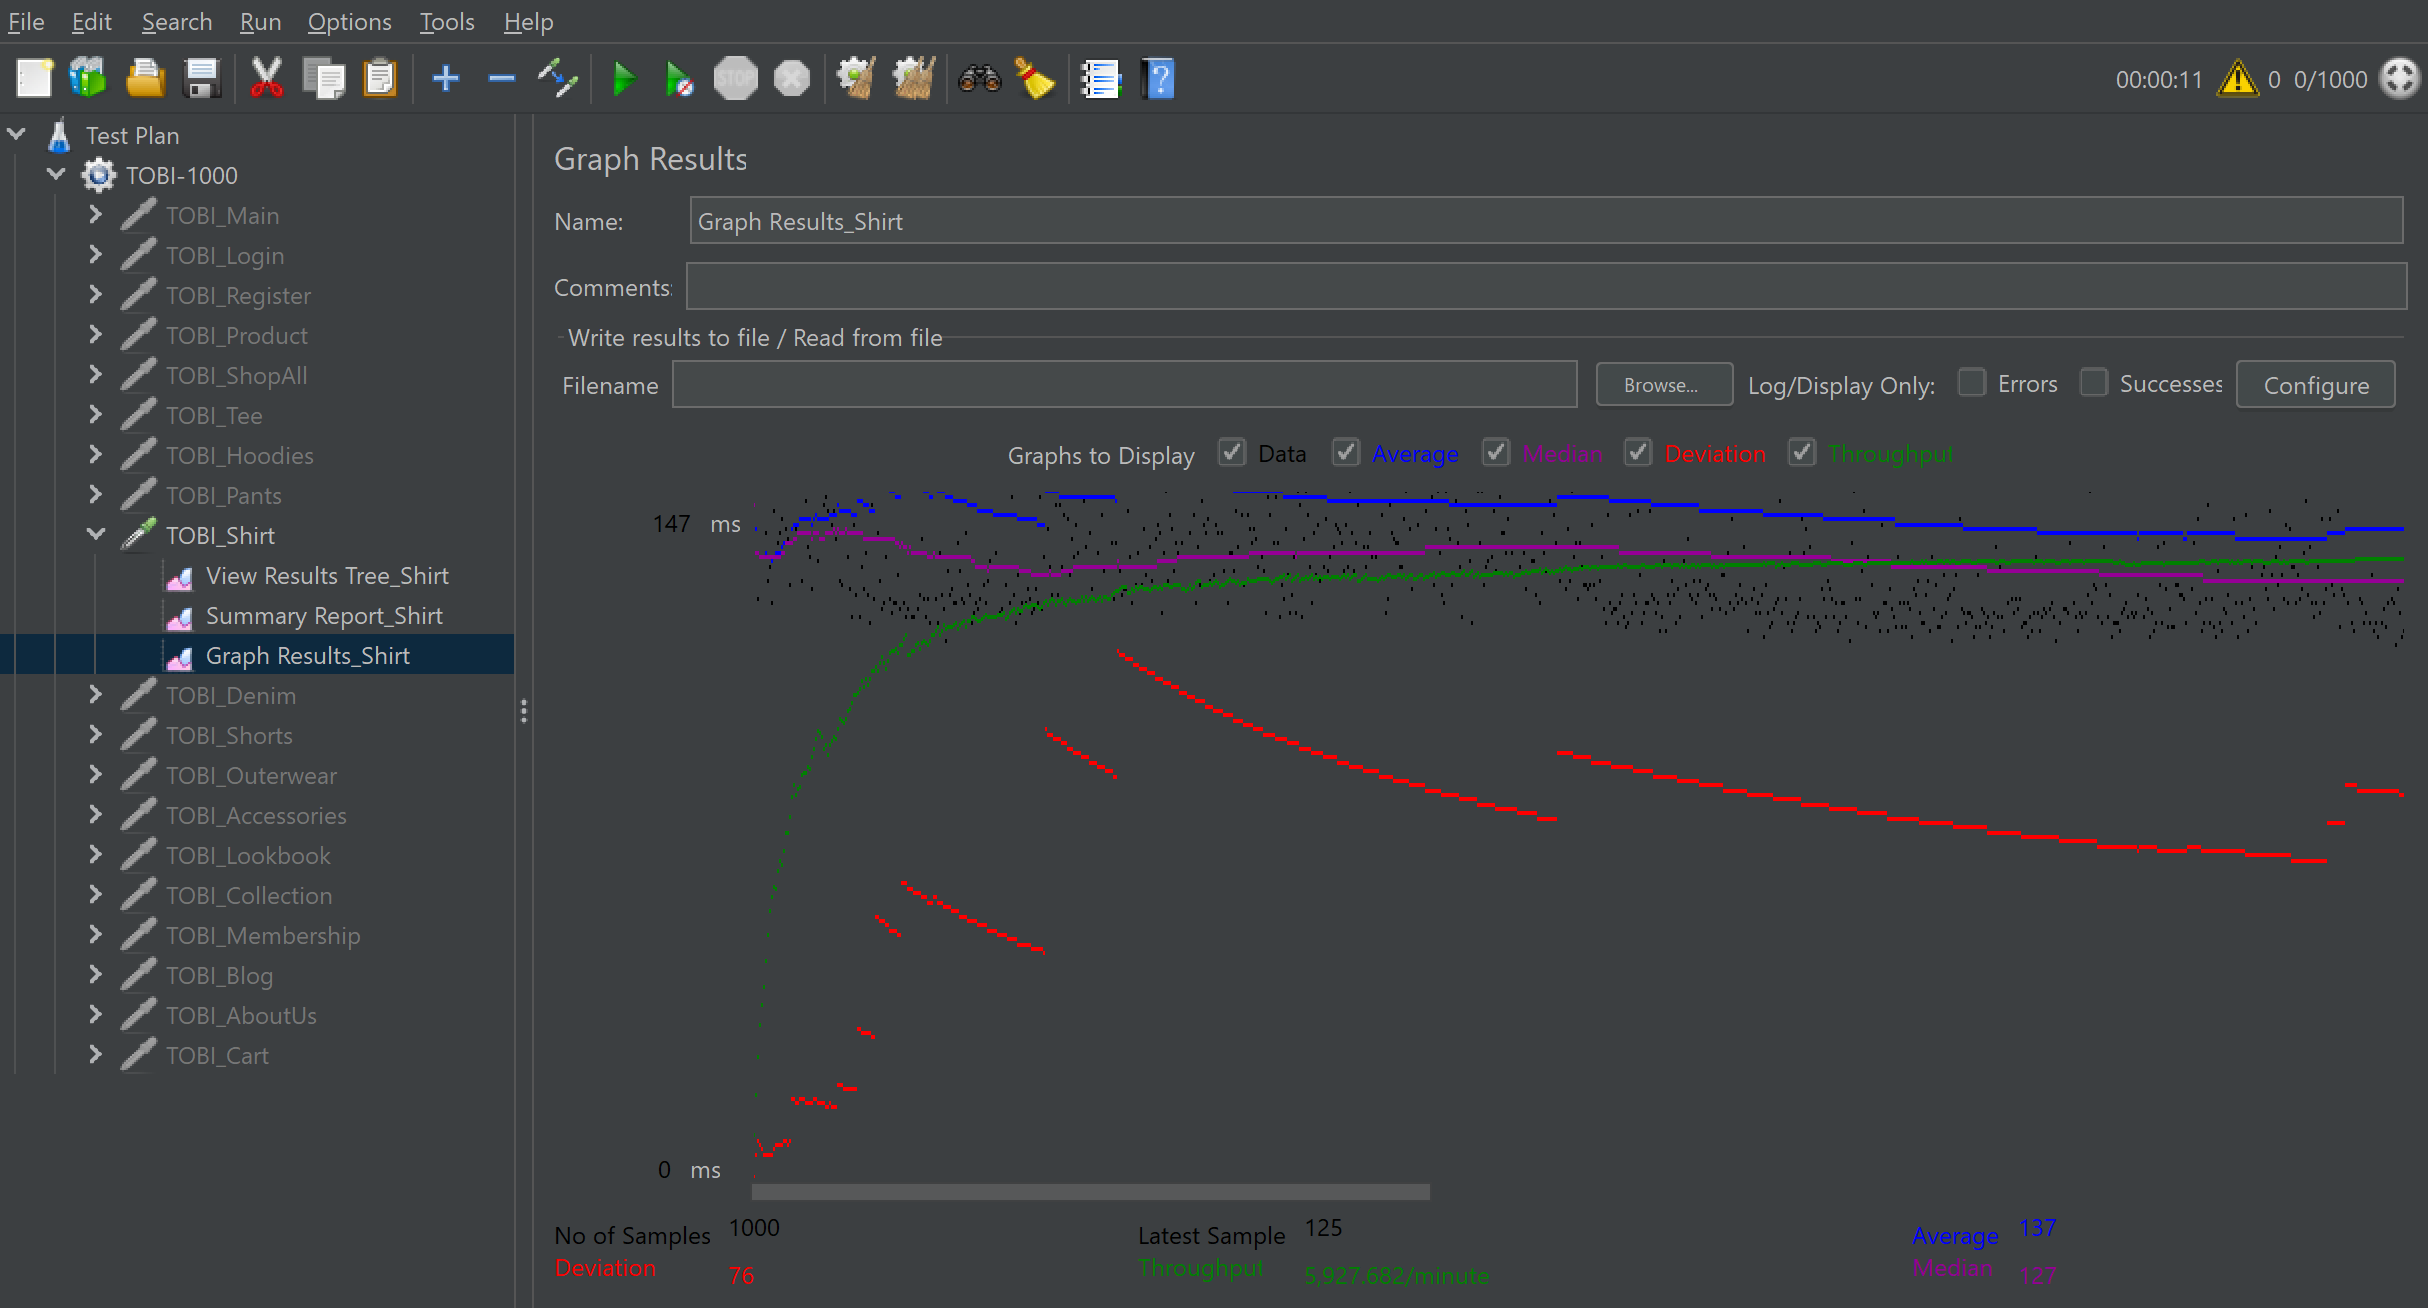 File Edit Search Run Options Tools Help
STOP
00:00:11 0 0/1000
Test Plan
TOBI-1000
TOBI_Main
TOBI_Login
TOBI_Register
TOBI_Product
TOBI_ShopAll
TOBI_Tee
TOBI_Hoodies
TOBI_Pants
TOBI_Shirt
View Results Tree_Shirt
Summary Report_Shirt
Graph Results_Shirt
TOBI_Denim
TOBI_Shorts
TOBI_Outerwear
TOBI_Accessories
TOBI_Lookbook
TOBI_Collection
TOBI_Membership
TOBI_Blog
TOBI_AboutUs
TOBI_Cart
Graph Results
Name: Graph Results_Shirt
Comments:
Write results to file / Read from file
Filename Browse... Log/Display Only: Errors Successes Configure
Graphs to Display Data Average Median Deviation Throughput
147 ms
0 ms
No of Samples 1000 Latest Sample 125 Average 137
Deviation 76 Throughput 5,927.682/minute Median 127